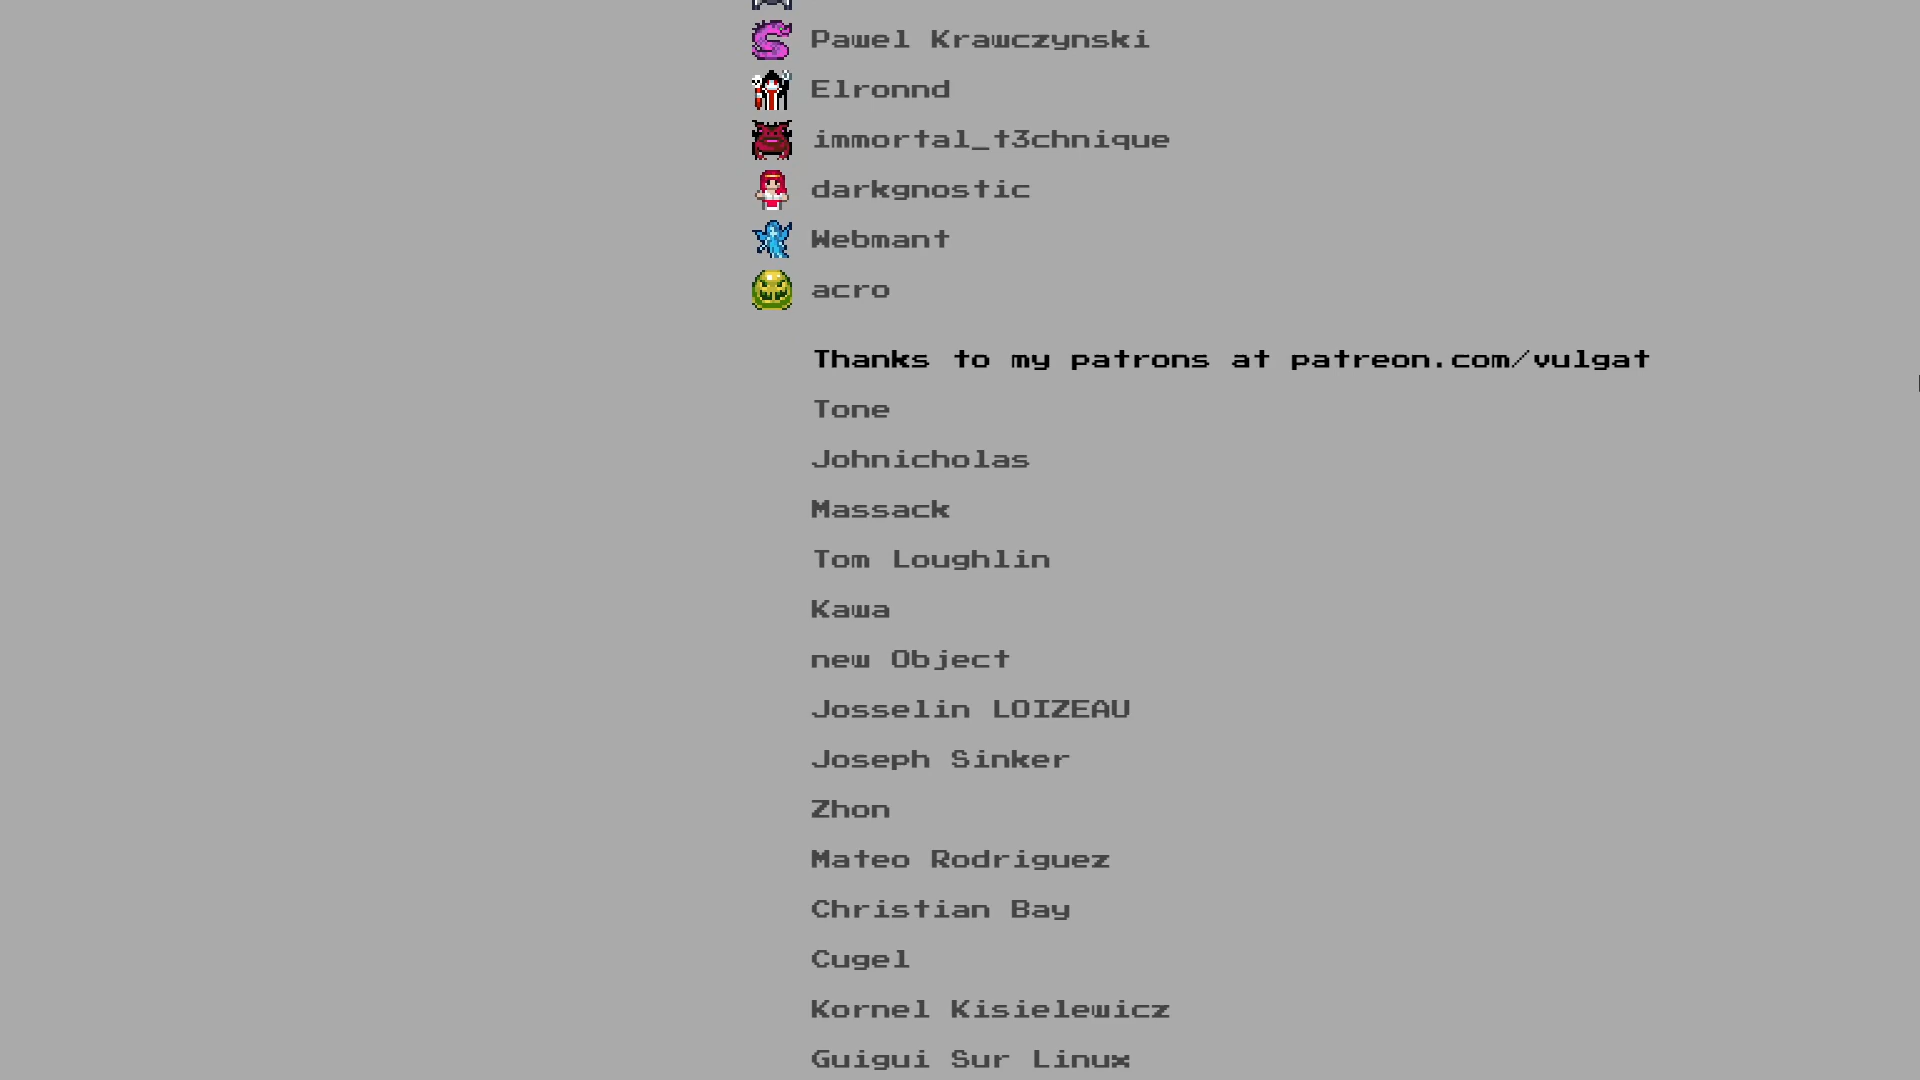 Pawel Krawczynski
Elronnd
immortal_t3chnique
darkgnostic
Webmant
acro
Thanks to my patrons at patreon.com/vulgat
Tone
Johnicholas
Massack
Tom Loughlin
Kawa
new Object
Josselin LOIZEAU
Joseph Sinker
Zhon
Mateo Rodriguez
Christian Bay
Cugel
Kornel Kisielewicz
Guigui Sur Linux